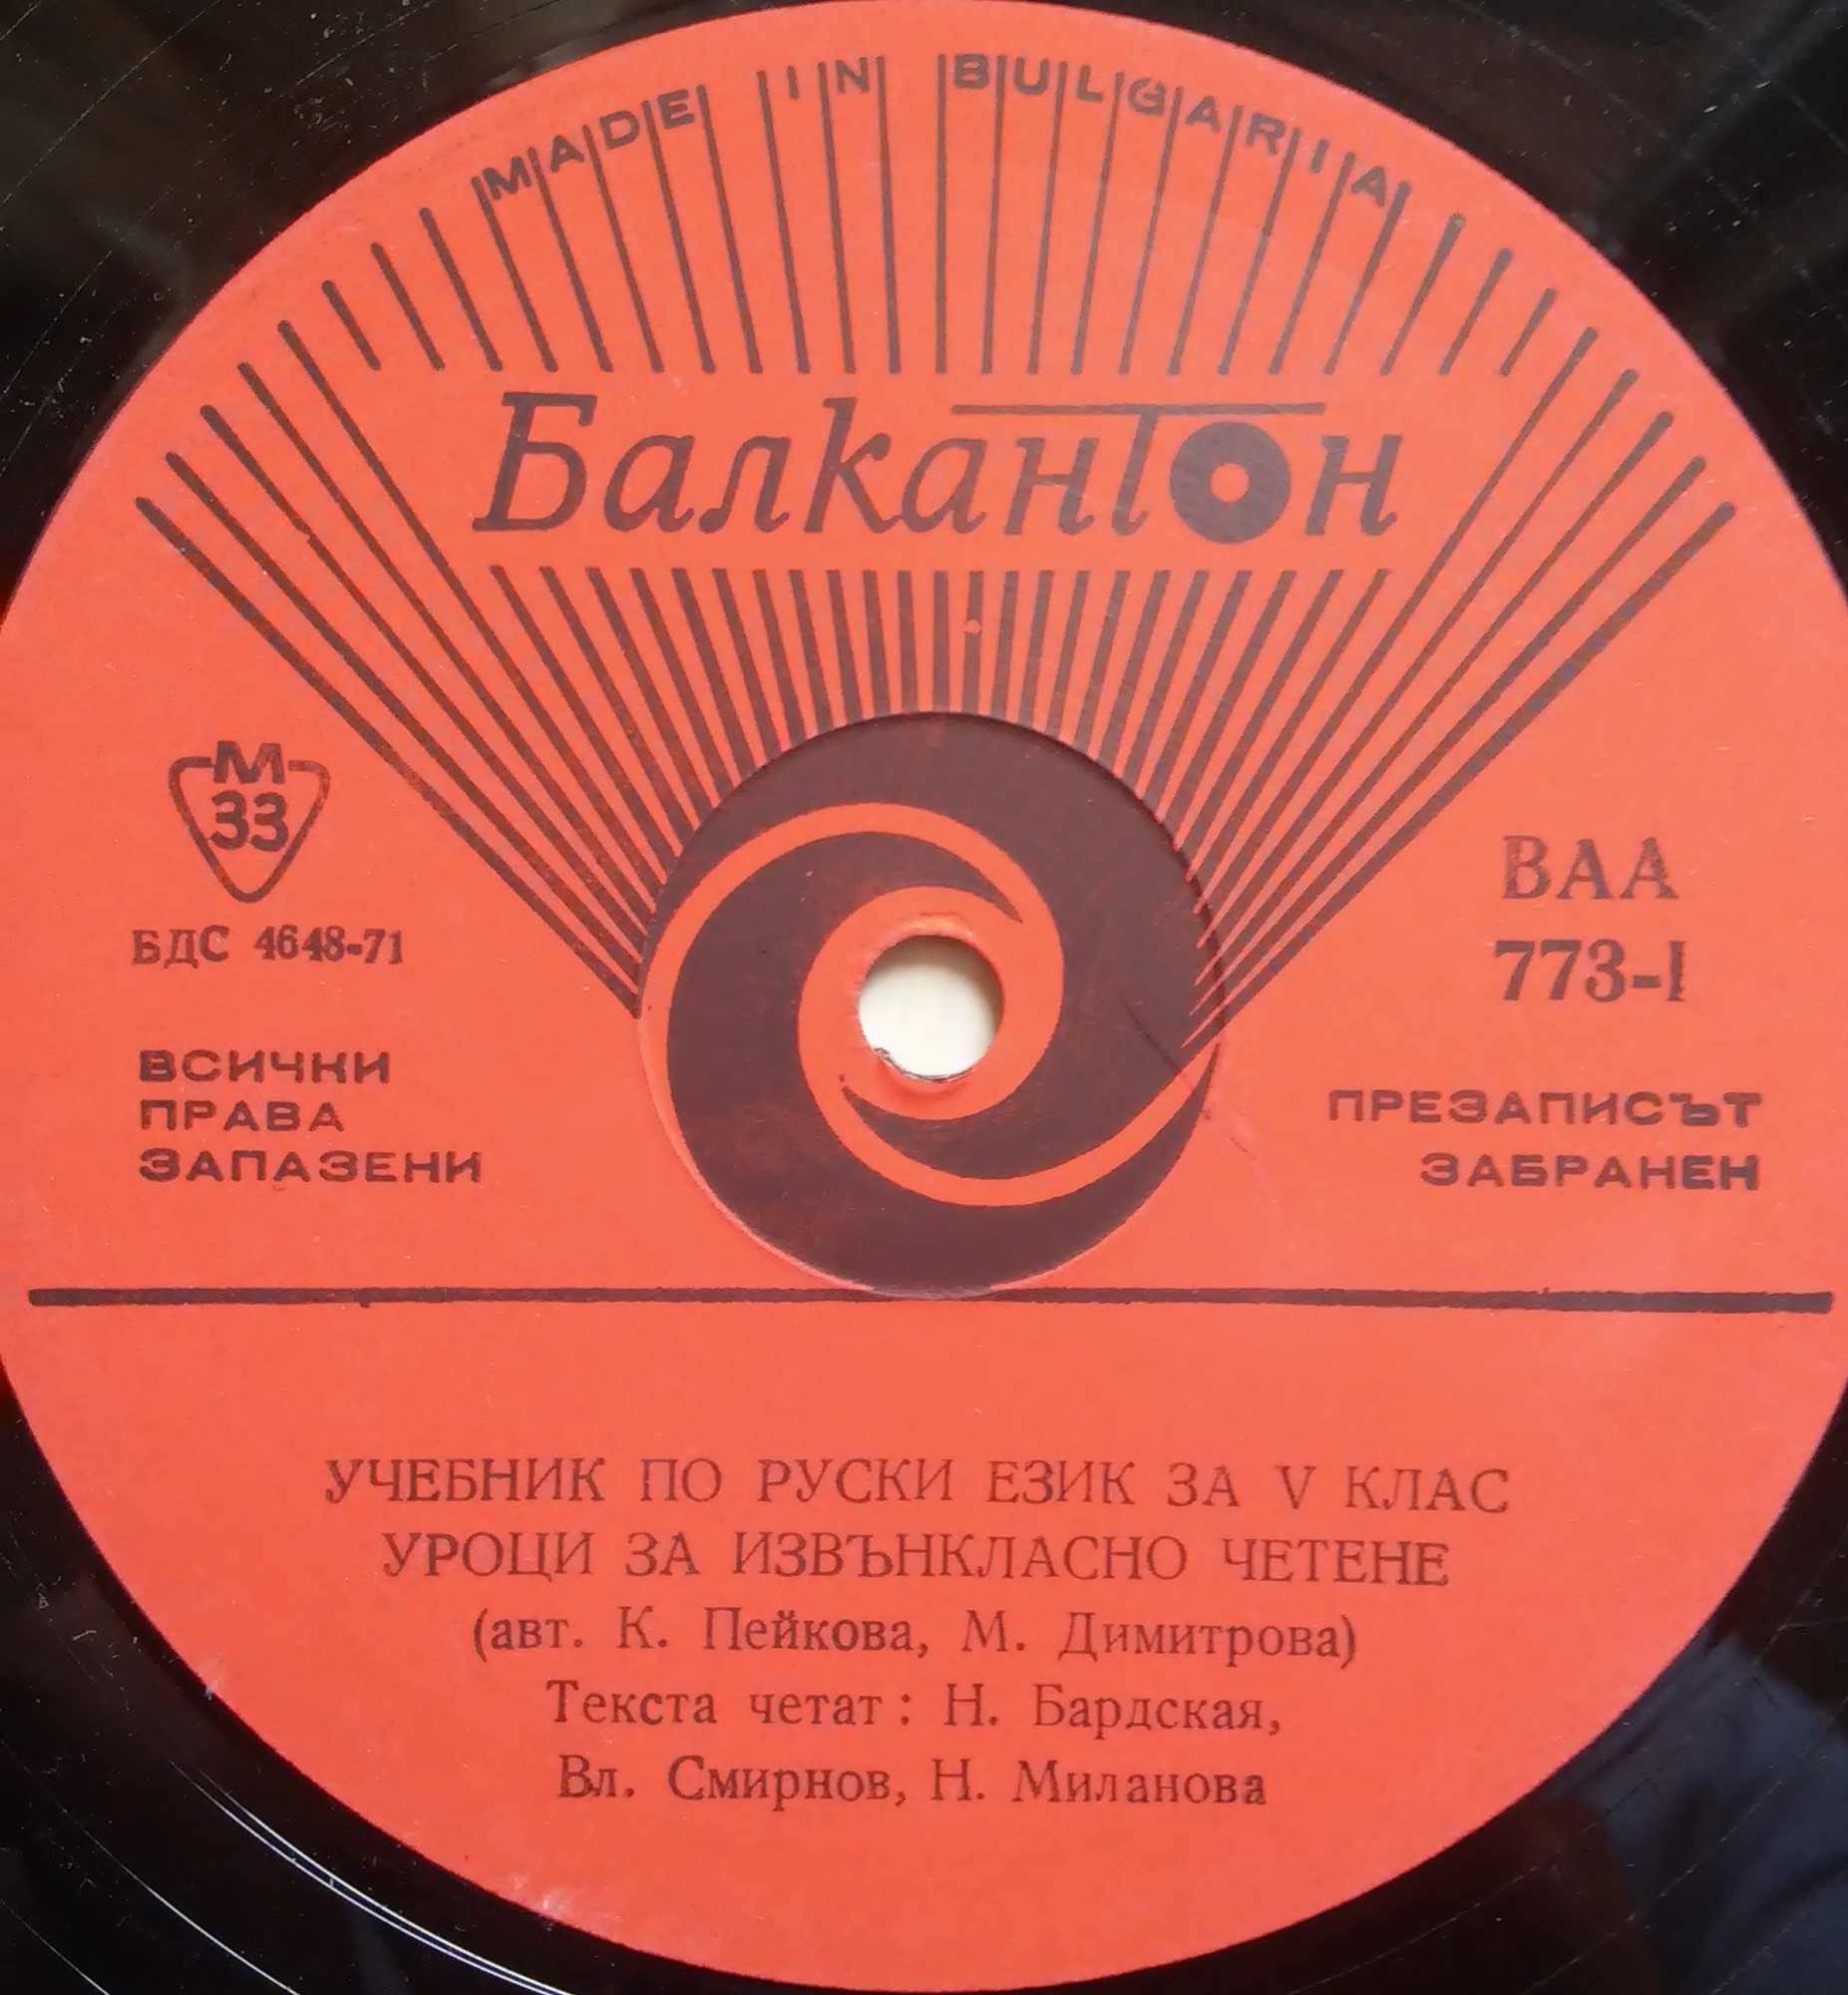 MADE IN BULGARIA
Балкантон
М
33
БДС 4648-71
ВСИЧКИ
ПРАВА
ЗАПАЗЕНИ
ВАА
773-I
ПРЕЗАПИСЪТ
ЗАБРАНЕН
УЧЕБНИК ПО РУСКИ ЕЗИК ЗА V КЛАС
УРОЦИ ЗА ИЗВЪНКЛАСНО ЧЕТЕНЕ
(авт. К. Пейкова, М. Димитрова)
Текста четат: Н. Бардская,
Вл. Смирнов, Н. Миланова